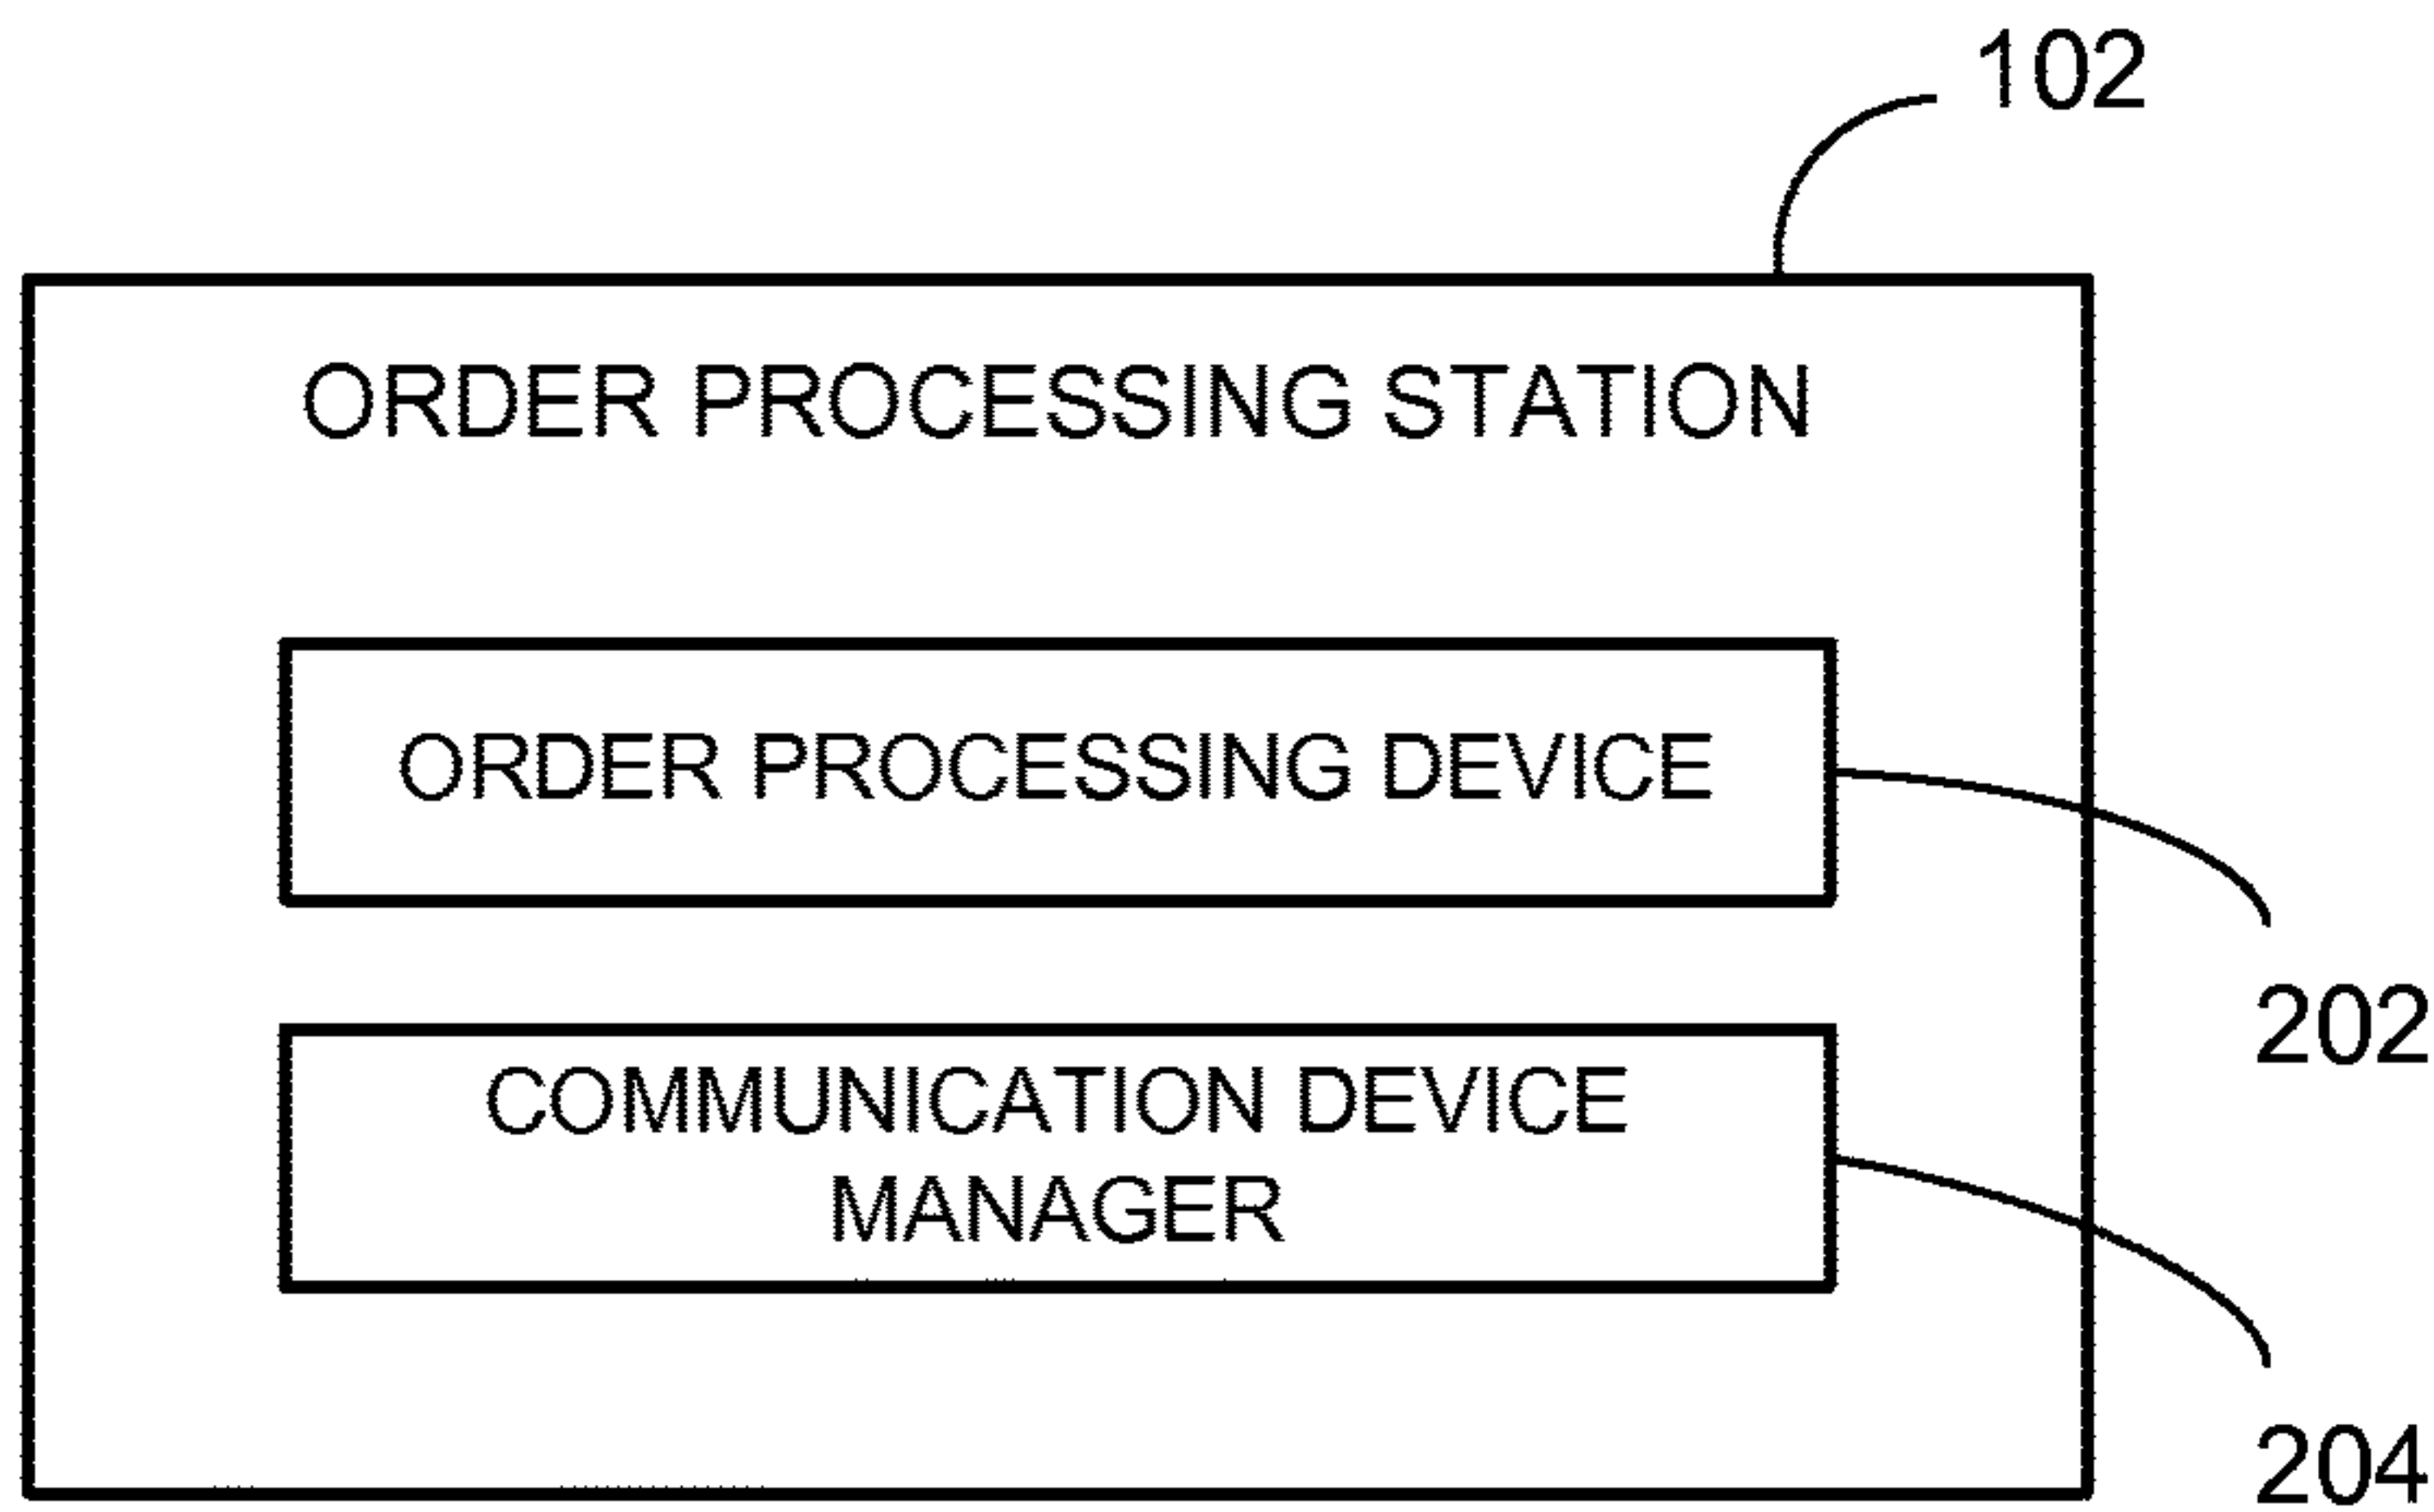 102
ORDER PROCESSING STATION
ORDER PROCESSING DEVICE
202
COMMUNICATION DEVICE
MANAGER
204